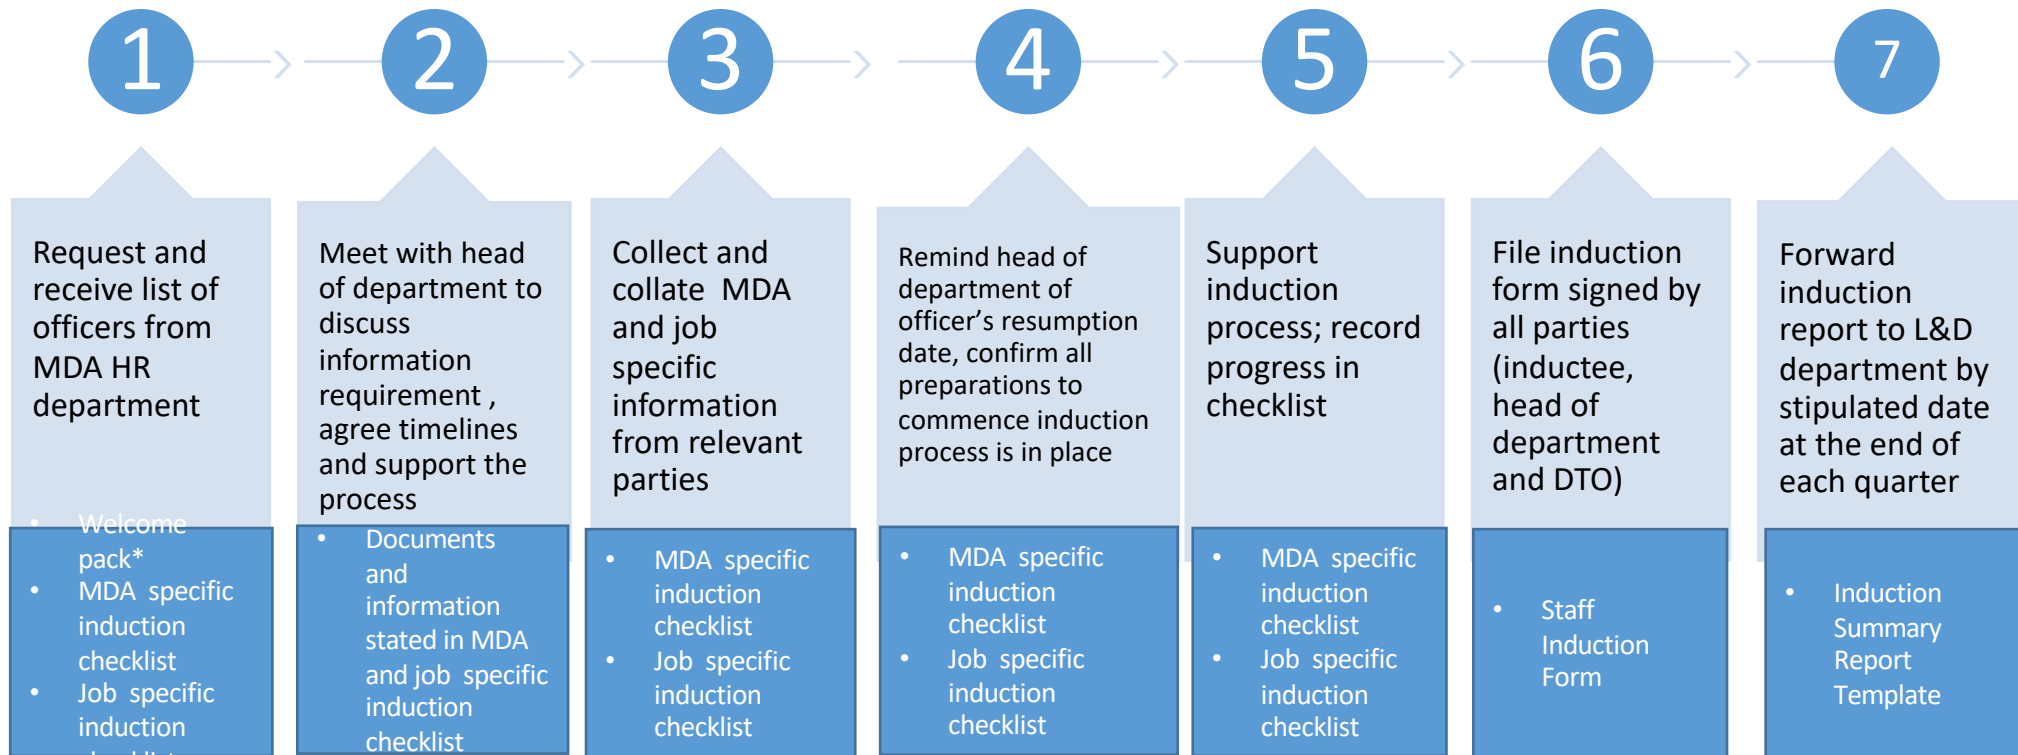 1
2
3
4
5
6
7
Request and
receive list of
officers from
MDA HR
department
Meet with head
of department to
discuss
information
requirement ,
agree timelines
and support the
process
Collect and
collate MDA
and job
specific
information
from relevant
parties
Remind head of
department of
officer’s resumption
date, confirm all
preparations to
commence induction
process is in place
Support
induction
process; record
progress in
checklist
File induction
form signed by
all parties
(inductee,
head of
department
and DTO)
Forward
induction
report to L&D
department by
stipulated date
at the end of
each quarter
• Welcome
pack*
• MDA specific
induction
checklist
• Job specific
induction
• Documents
and
information
stated in MDA
and job specific
induction
checklist
• MDA specific
induction
checklist
• Job specific
induction
checklist
• MDA specific
induction
checklist
• Job specific
induction
checklist
• MDA specific
induction
checklist
• Job specific
induction
checklist
• Staff
Induction
Form
• Induction
Summary
Report
Template